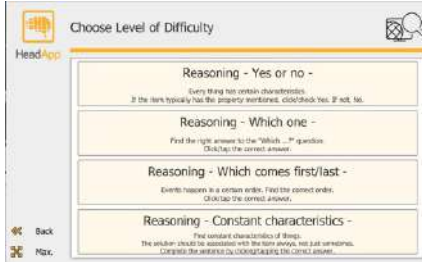 Choose Level of Difficulty
HeadApp
Reasoning - Yes or no -
Every thing has certain characteristics.
If the item typically has the property mentioned, click/check Yes. If not, No.
Reasoning - Which one -
Find the right answer to the "Which ...?" question
Click/tap the correct answer.
Reasoning - Which comes first/last -
Events happen in a certain order. Find the correct order.
Click/tap the correct answer.
Reasoning - Constant characteristics -
Find constant characteristics of things.
The solution should be associated with the item always, not just sometimes.
Complete the sentence by clicking/tapping the correct answer.
Back
Max.